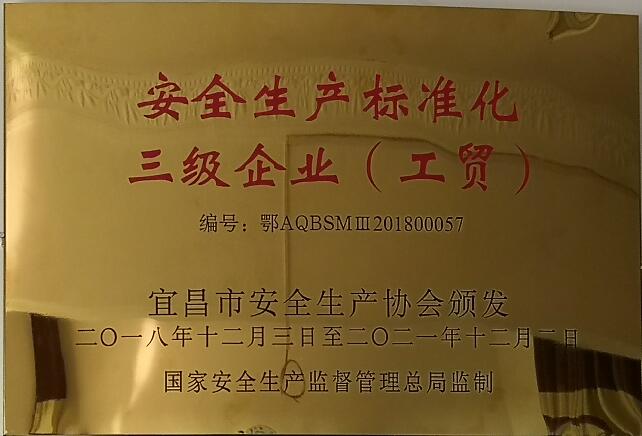 安全生产标准化
三级企业（工贸）
编号：鄂AQBSMⅢ201800057
宜昌市安全生产协会颁发
二〇一八年十二月三日至二〇二一年十二月二日
国家安全生产监督管理总局监制